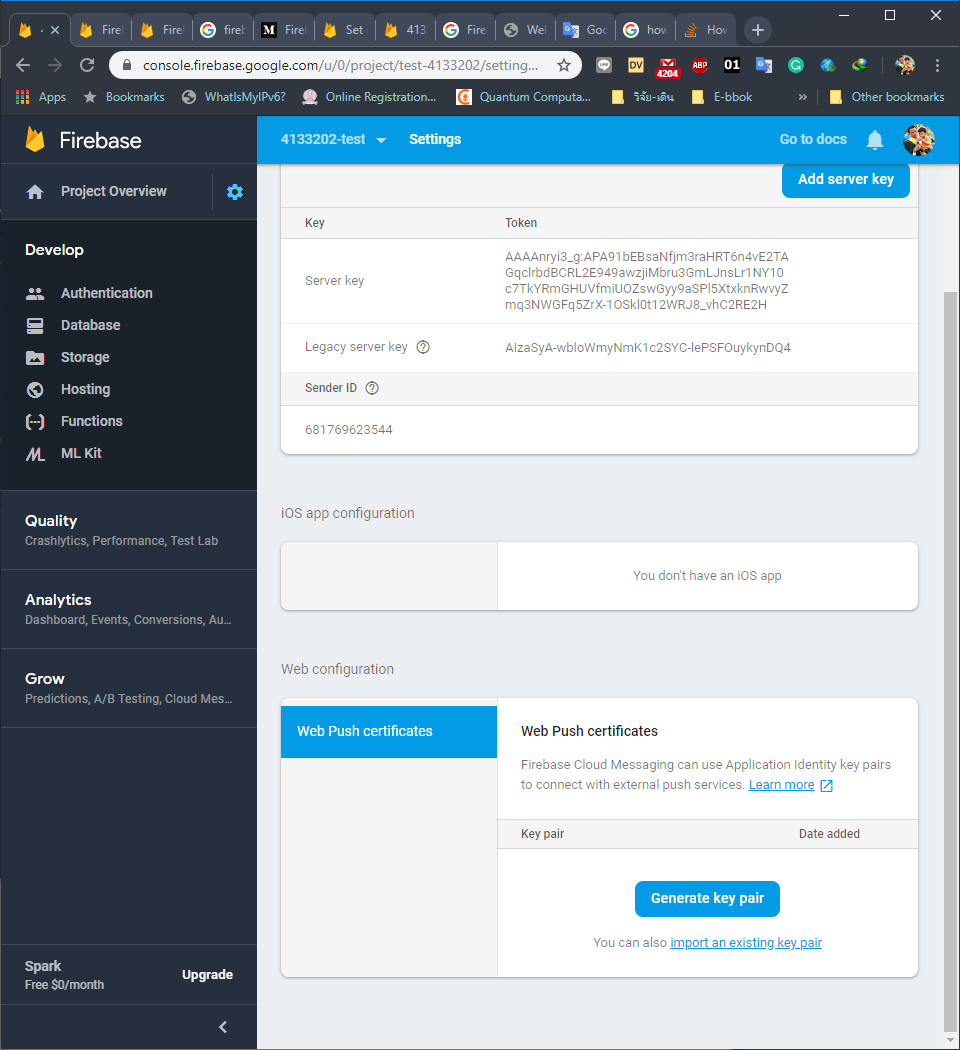 4
Fire
Fire
fireb
Fire
Set
413
Fire
Wel
Goo
how
Hov
console.firebase.google.com/u/0/project/test-4133202/setting...
DV
4204
ABP
01
Apps
Bookmarks
WhatIsMyIPv6?
Online Registration...
Quantum Computa...
วิจัย-เดิน
E-bbok
»
Other bookmarks
Firebase
4133202-test
Settings
Go to docs
Project Overview
Add server key
Develop
Key
Token
Authentication
Database
Storage
Hosting
Functions
ML Kit
Server key
AAAAnryi3_g:APA91bEBsaNfjm3raHRT6n4vE2TA
GqclrbdBCRL2E949awzjiMbru3GmLJnsLr1NY10
c7TkYRmGHUVfmiUOZswGyy9aSPl5XtxknRwvyZ
mq3NWGFq5ZrX-1OSkl0t12WRJ8_vhC2RE2H
Legacy server key
AIzaSyA-wbloWmyNmK1c2SYC-lePSFOuykynDQ4
Sender ID
681769623544
Quality
Crashlytics, Performance, Test Lab
Analytics
Dashboard, Events, Conversions, Au...
Grow
Predictions, A/B Testing, Cloud Mes...
iOS app configuration
You don't have an iOS app
Web configuration
Web Push certificates
Web Push certificates
Firebase Cloud Messaging can use Application Identity key pairs
to connect with external push services. Learn more
Key pair
Date added
Generate key pair
You can also import an existing key pair
Spark
Free $0/month
Upgrade